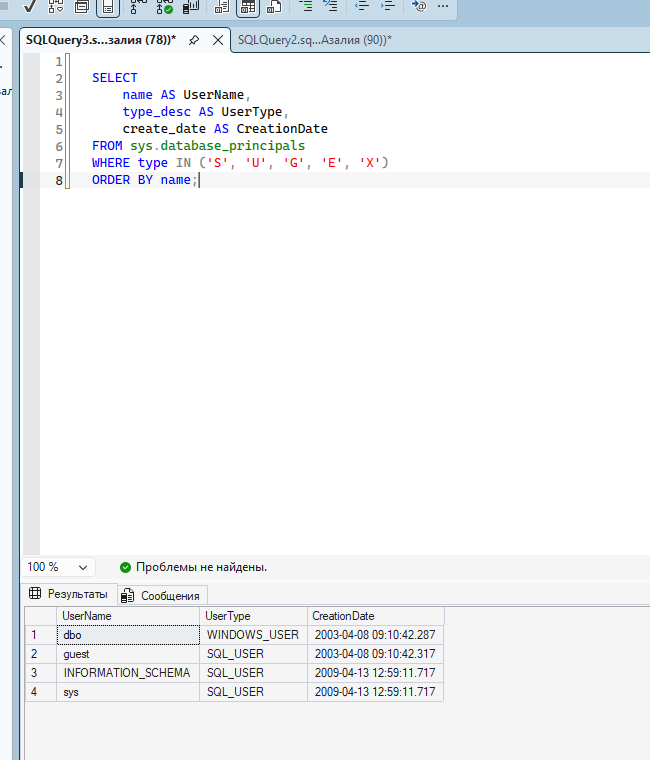 SQLQuery3.s...залия (78))*
SQLQuery2.sq...Азалия (90))*
1
2 SELECT
3 name AS UserName,
4 type_desc AS UserType,
5 create_date AS CreationDate
6 FROM sys.database_principals
7 WHERE type IN ('S', 'U', 'G', 'E', 'X')
8 ORDER BY name;
100 %
Проблемы не найдены.
Результаты
Сообщения
UserName UserType CreationDate
1 dbo WINDOWS_USER 2003-04-08 09:10:42.287
2 guest SQL_USER 2003-04-08 09:10:42.317
3 INFORMATION_SCHEMA SQL_USER 2009-04-13 12:59:11.717
4 sys SQL_USER 2009-04-13 12:59:11.717